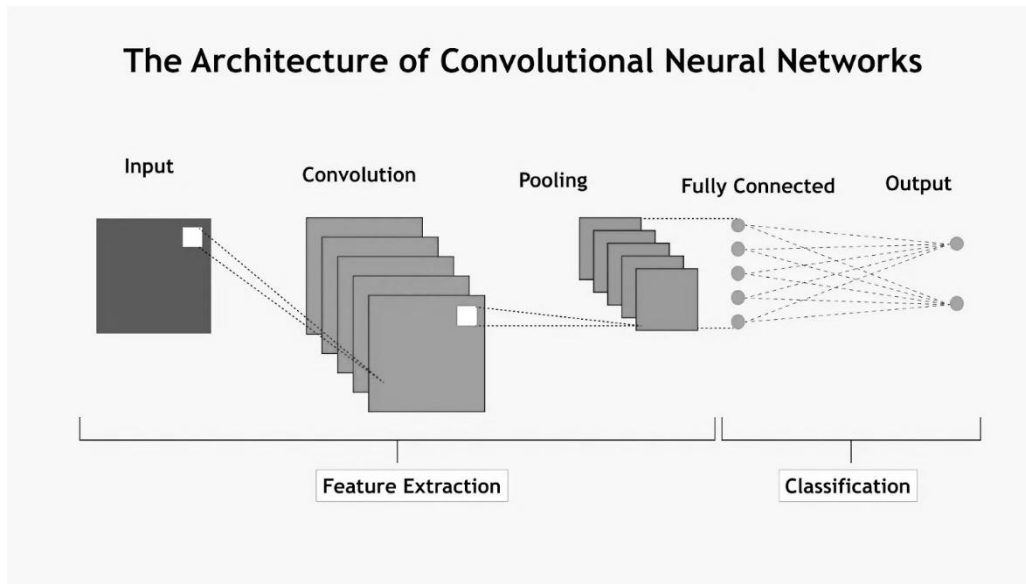 The Architecture of Convolutional Neural Networks
Input
Convolution
Pooling
Fully Connected
Output
Feature Extraction
Classification